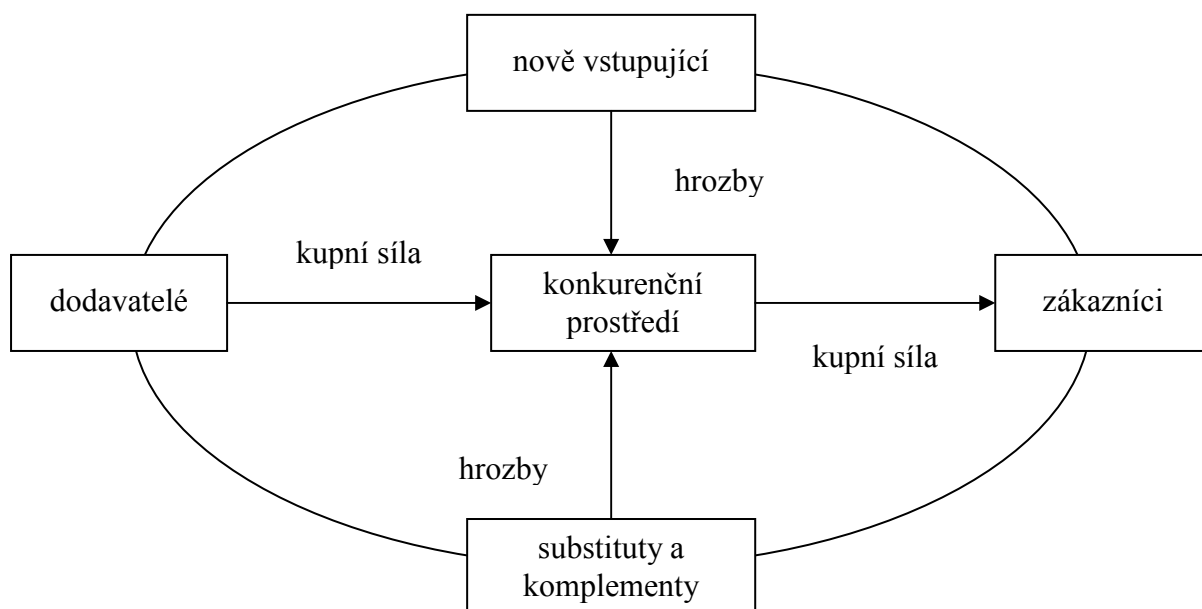 nově vstupující
hrozby
kupní síla
dodavatelé
konkurenční
prostředí
zákazníci
kupní síla
hrozby
substituty a
komplementy